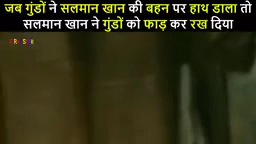 जब गुंडों ने सलमान खान की बहन पर हाथ डाला तो
सलमान खान ने गुंडों को फाड़ कर रख दिया